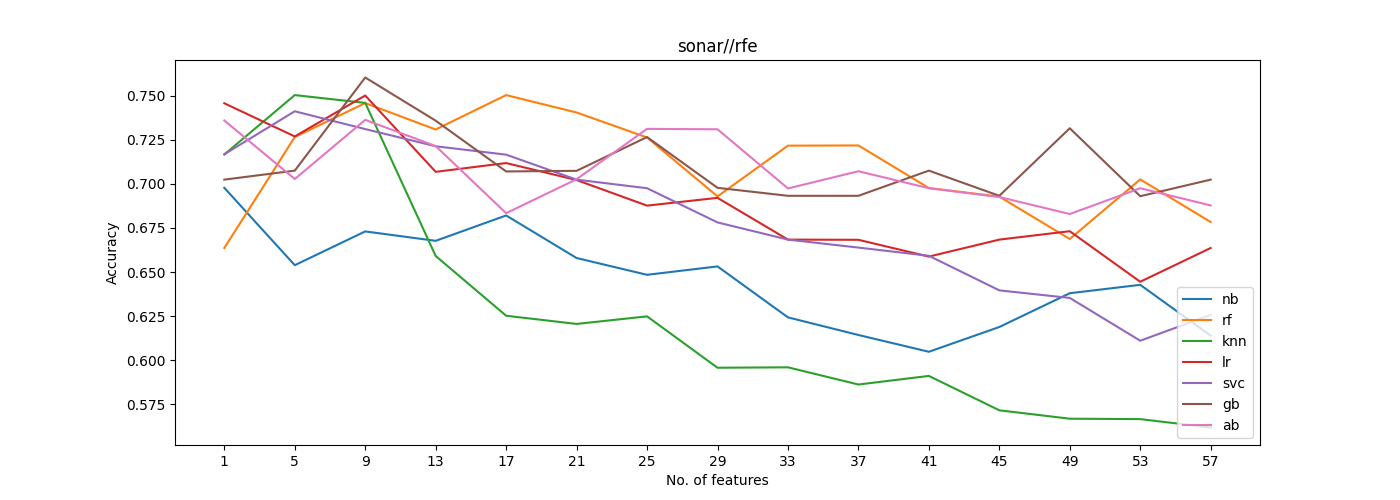 sonar//rfe
Accuracy
0.750
0.725
0.700
0.675
0.650
0.625
0.600
0.575
nb
rf
knn
lr
svc
gb
ab
1 5 9 13 17 21 25 29 33 37 41 45 49 53 57
No. of features